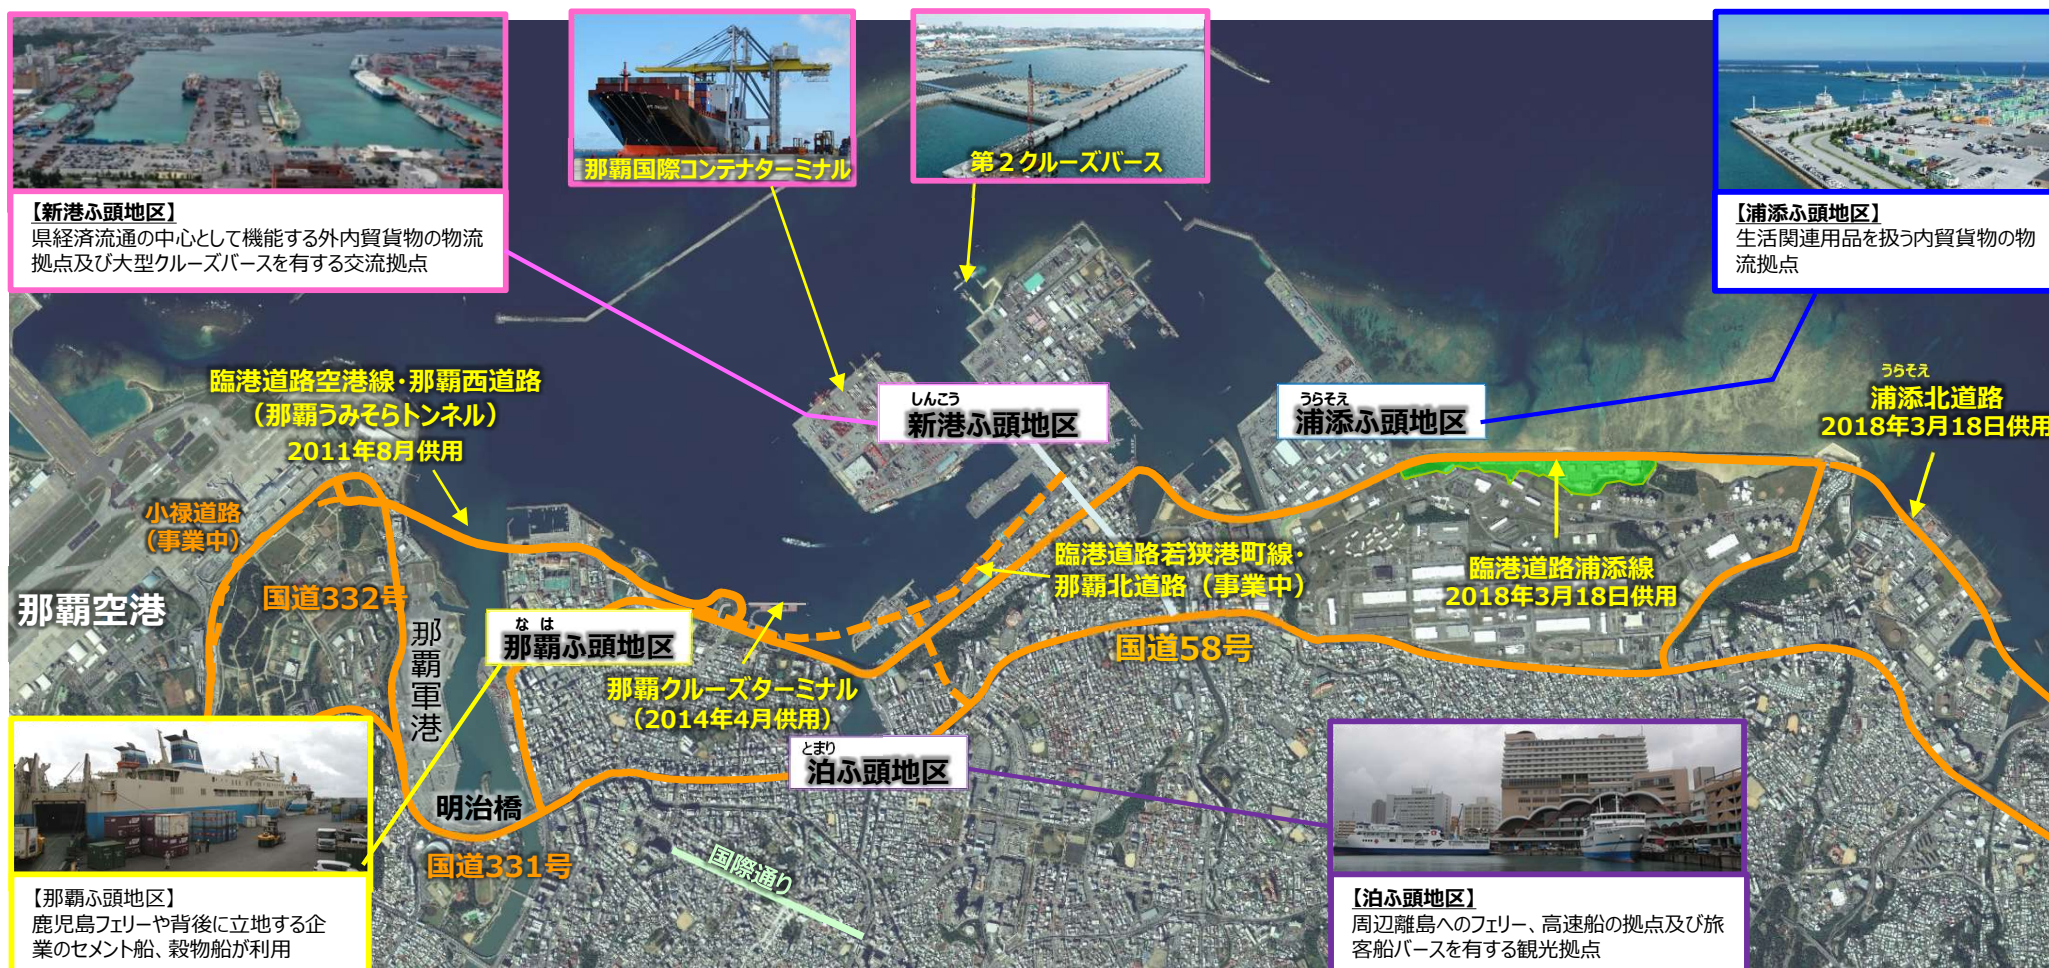 那覇国際コンテナターミナル
第２クルーズバース
【新港ふ頭地区】
県経済流通の中心として機能する外内貿貨物の物流
拠点及び大型クルーズバースを有する交流拠点
【浦添ふ頭地区】
生活関連用品を扱う内貿貨物の物
流拠点
臨港道路空港線・那覇西道路
（那覇うみそらトンネル）
2011年8月供用
しんこう
新港ふ頭地区
うらそえ
浦添ふ頭地区
うらそえ
浦添北道路
2018年3月18日供用
小禄道路
（事業中）
国道332号
那覇空港
那覇軍港
なは
那覇ふ頭地区
臨港道路若狭港町線・
那覇北道路（事業中）
臨港道路浦添線
2018年3月18日供用
国道58号
那覇クルーズターミナル
（2014年4月供用）
とまり
泊ふ頭地区
明治橋
国道331号
国際通り
【那覇ふ頭地区】
鹿児島フェリーや背後に立地する企
業のセメント船、穀物船が利用
【泊ふ頭地区】
周辺離島へのフェリー、高速船の拠点及び旅
客船バースを有する観光拠点